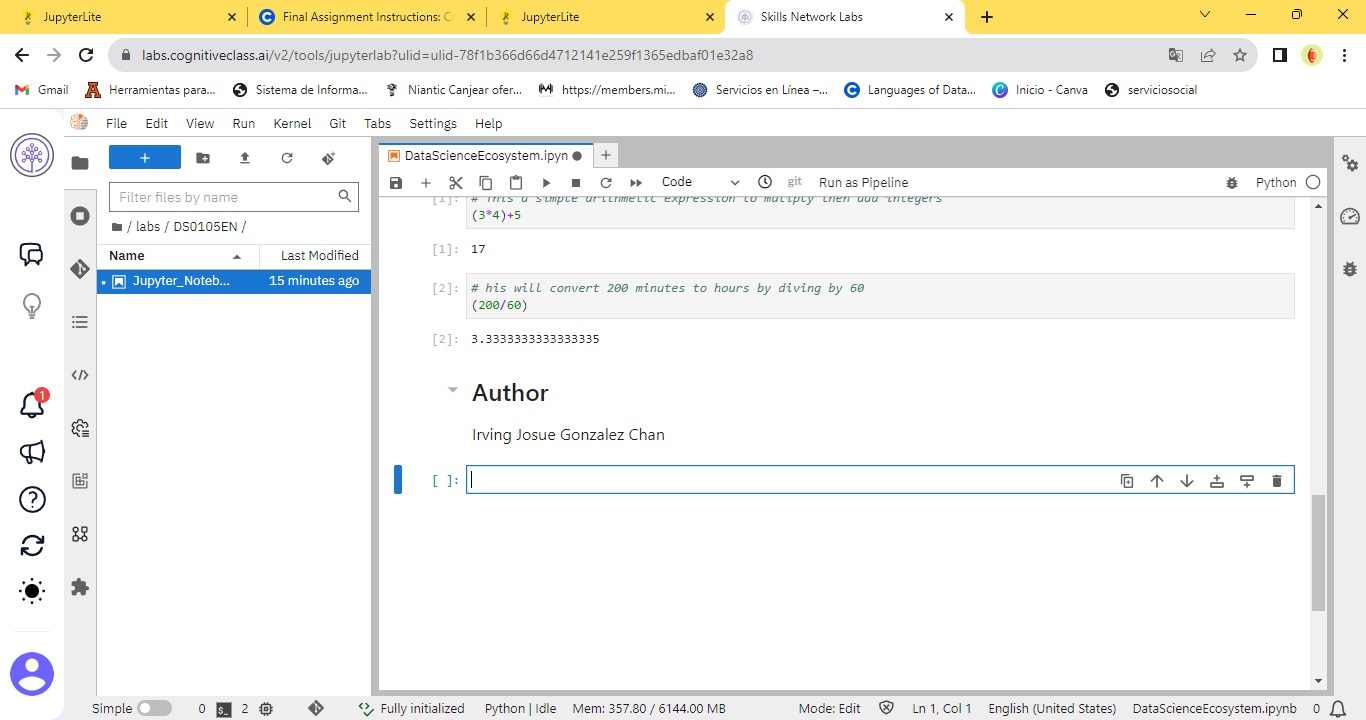 JupyterLite
Final Assignment Instructions: C
JupyterLite
Skills Network Labs
labs.cognitiveclass.ai/v2/tools/jupyterlab?ulid=ulid-78f1b366d66d4712141e259f1365edbaf01e32a8
Gmail
Herramientas para...
Sistema de Informa...
Niantic Canjear ofer...
https://members.mi...
Servicios en Línea –...
Languages of Data...
Inicio - Canva
serviciosocial
File Edit View Run Kernel Git Tabs Settings Help
DataScienceEcosystem.ipyn
Code
git
Run as Pipeline
Python
Filter files by name
/ labs / DS0105EN /
Name
Last Modified
Jupyter_Noteb...
15 minutes ago
[1]: # This a simple arithmetic expression to mutiply then add integers
(3*4)+5
[1]: 17
[2]: # his will convert 200 minutes to hours by diving by 60
(200/60)
[2]: 3.3333333333333335
Author
Irving Josue Gonzalez Chan
[ ]:
1
Simple
0
2
Fully initialized
Python | Idle
Mem: 357.80 / 6144.00 MB
Mode: Edit
Ln 1, Col 1
English (United States)
DataScienceEcosystem.ipynb
0